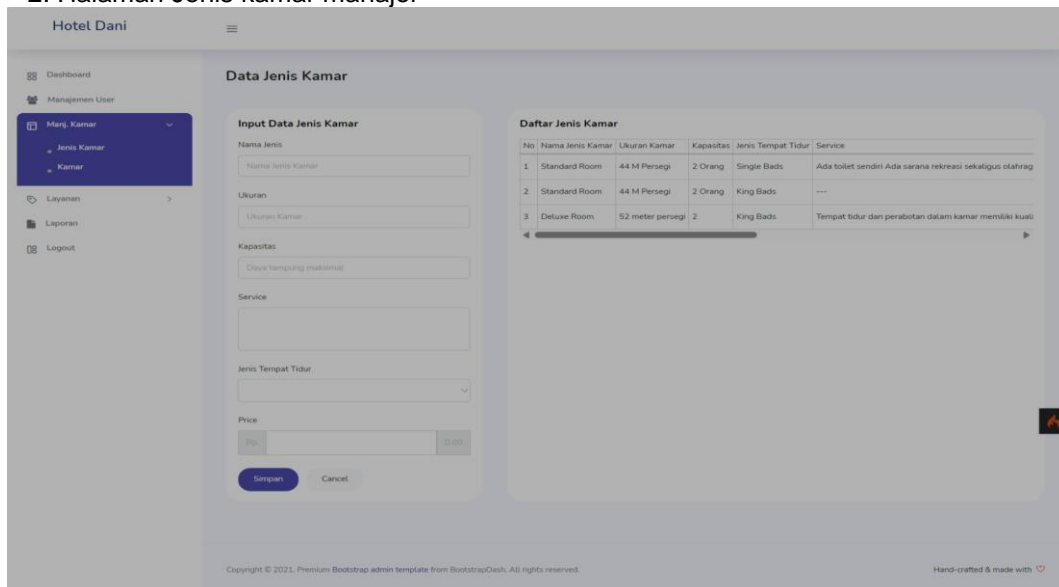 2. Halaman Jenis kamar manajer
Hotel Dani
Dashboard
Manajemen User
Manj. Kamar
Jenis Kamar
Kamar
Layanan
Laporan
Logout
Data Jenis Kamar
Input Data Jenis Kamar
Nama Jenis
Nama Jenis Kamar
Ukuran
Ukuran Kamar
Kapasitas
Daya tampung maksimal
Service
Jenis Tempat Tidur
Price
Rp.
Simpan Cancel
Daftar Jenis Kamar
No Nama Jenis Kamar Ukuran Kamar Kapasitas Jenis Tempat Tidur Service
1 Standard Room 44 M Persegi 2 Orang Single Bads Ada toilet sendiri Ada sarana rekreasi sekaligus olahrag
2 Standard Room 44 M Persegi 2 Orang King Bads ---
3 Deluxe Room 52 meter persegi 2 King Bads Tempat tidur dan perabotan dalam kamar memiliki kuali
Copyright © 2021. Premium Bootstrap admin template from BootstrapDash. All rights reserved.
Hand-crafted & made with